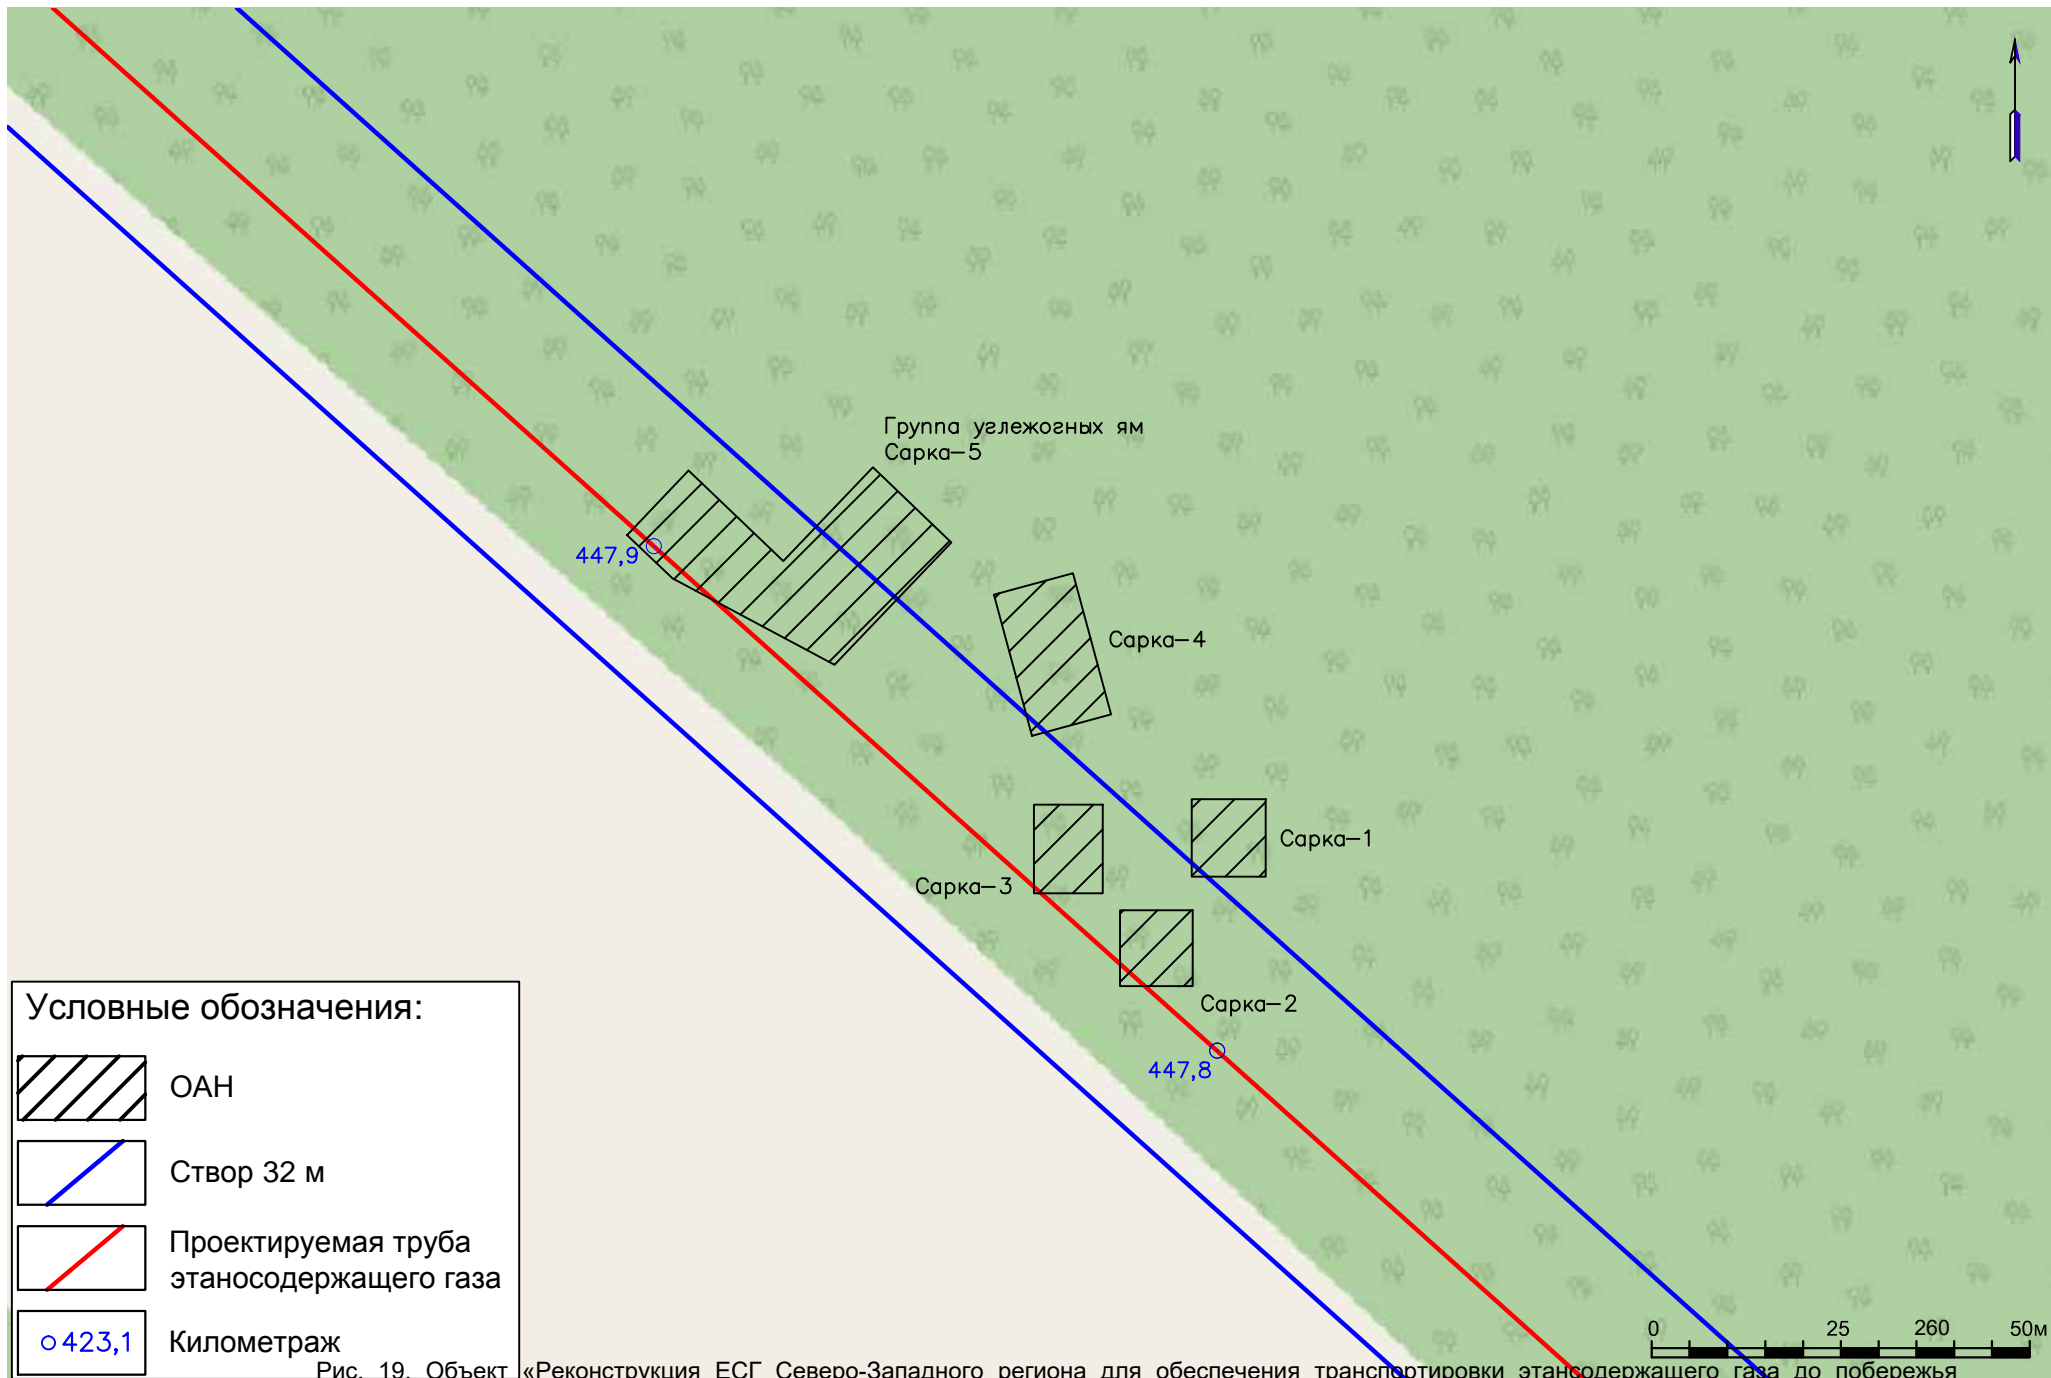 Группа углежогных ям
Сарка-5
447,9
Сарка-4
Сарка-1
Сарка-3
Сарка-2
447,8
Условные обозначения:
ОАН
Створ 32 м
Проектируемая труба
этаносодержащего газа
423,1
Километраж
0 25 260 50м
Рис. 19. Объект «Реконструкция ЕСГ Северо-Западного региона для обеспечения транспортировки этансодержащего газа до побережья